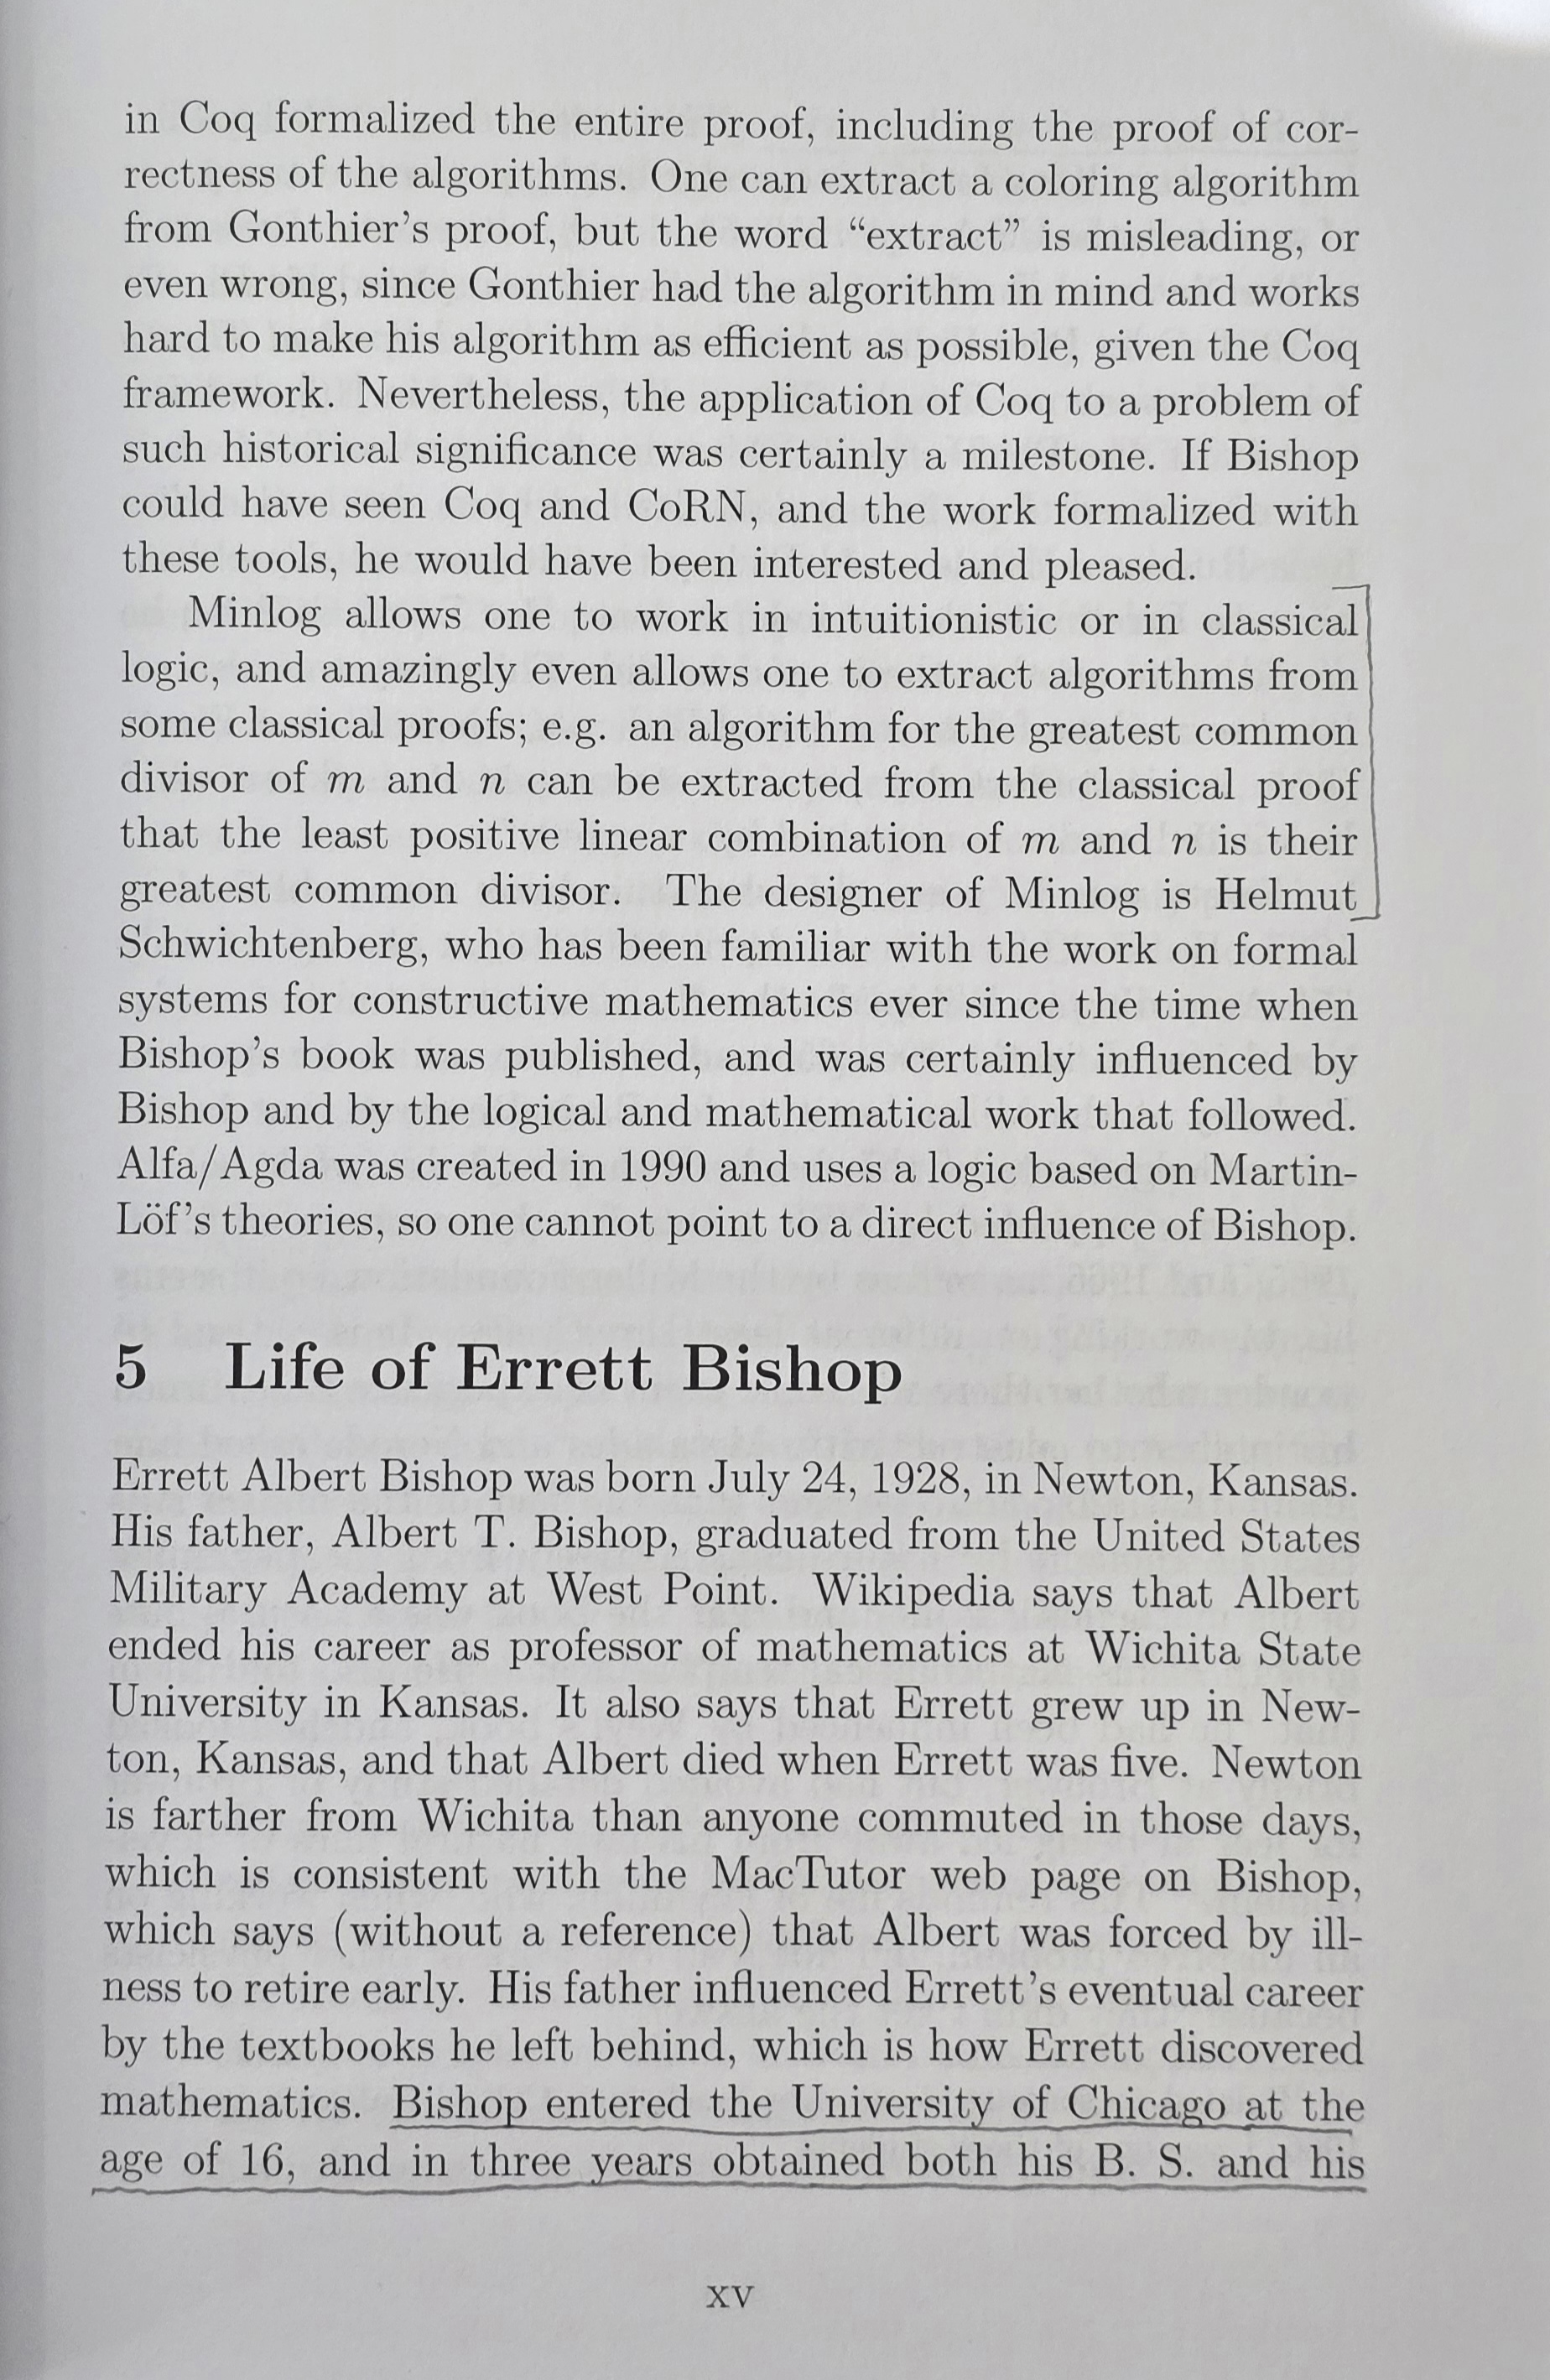 in Coq formalized the entire proof, including the proof of cor-
rectness of the algorithms. One can extract a coloring algorithm
from Gonthier's proof, but the word “extract” is misleading, or
even wrong, since Gonthier had the algorithm in mind and works
hard to make his algorithm as efficient as possible, given the Coq
framework. Nevertheless, the application of Coq to a problem of
such historical significance was certainly a milestone. If Bishop
could have seen Coq and CoRN, and the work formalized with
these tools, he would have been interested and pleased.
Minlog allows one to work in intuitionistic or in classical
logic, and amazingly even allows one to extract algorithms from
some classical proofs; e.g. an algorithm for the greatest common
divisor of m and n can be extracted from the classical proof
that the least positive linear combination of m and n is their
greatest common divisor. The designer of Minlog is Helmut
Schwichtenberg, who has been familiar with the work on formal
systems for constructive mathematics ever since the time when
Bishop's book was published, and was certainly influenced by
Bishop and by the logical and mathematical work that followed.
Alfa/Agda was created in 1990 and uses a logic based on Martin-
Löf's theories, so one cannot point to a direct influence of Bishop.
5 Life of Errett Bishop
Errett Albert Bishop was born July 24, 1928, in Newton, Kansas.
His father, Albert T. Bishop, graduated from the United States
Military Academy at West Point. Wikipedia says that Albert
ended his career as professor of mathematics at Wichita State
University in Kansas. It also says that Errett grew up in New-
ton, Kansas, and that Albert died when Errett was five. Newton
is farther from Wichita than anyone commuted in those days,
which is consistent with the MacTutor web page on Bishop,
which says (without a reference) that Albert was forced by ill-
ness to retire early. His father influenced Errett's eventual career
by the textbooks he left behind, which is how Errett discovered
mathematics. Bishop entered the University of Chicago at the
age of 16, and in three years obtained both his B. S. and his
xv